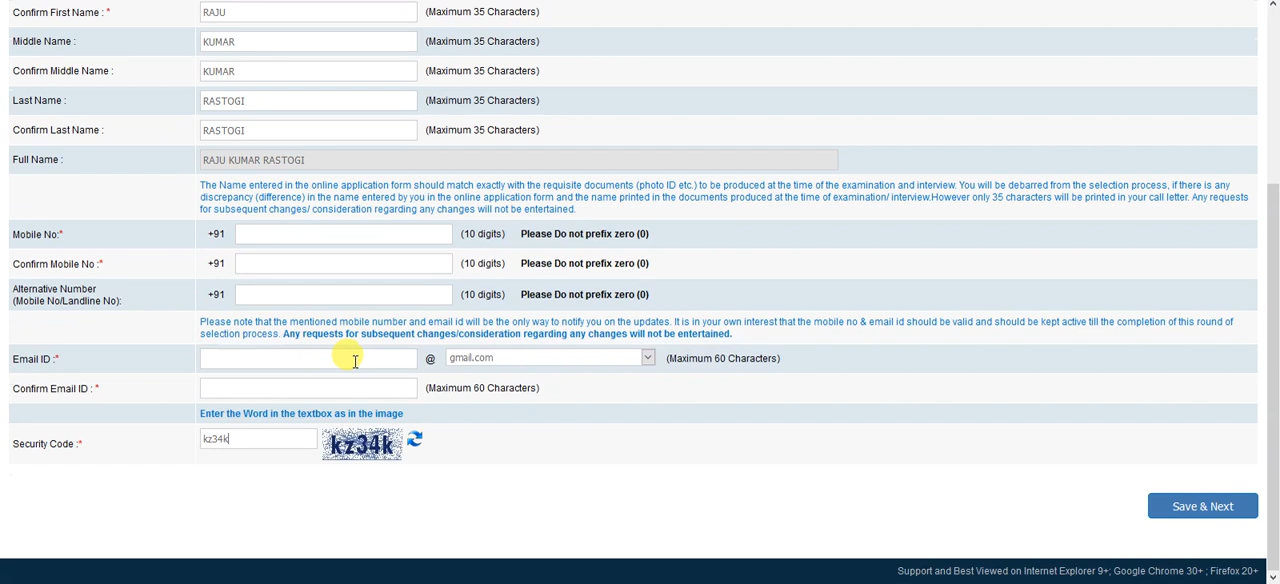 Confirm First Name : * RAJU (Maximum 35 Characters)
Middle Name : KUMAR (Maximum 35 Characters)
Confirm Middle Name : KUMAR (Maximum 35 Characters)
Last Name : RASTOGI (Maximum 35 Characters)
Confirm Last Name : RASTOGI (Maximum 35 Characters)
Full Name : RAJU KUMAR RASTOGI
The Name entered in the online application form should match exactly with the requisite documents (photo ID etc.) to be produced at the time of the examination and interview. You will be debarred from the selection process, if there is any
discrepancy (difference) in the name entered by you in the online application form and the name printed in the documents produced at the time of examination/ interview.However only 35 characters will be printed in your call letter. Any requests
for subsequent changes/ consideration regarding any changes will not be entertained.
Mobile No:* +91 (10 digits) Please Do not prefix zero (0)
Confirm Mobile No :* +91 (10 digits) Please Do not prefix zero (0)
Alternative Number
(Mobile No/Landline No): +91 (10 digits) Please Do not prefix zero (0)
Please note that the mentioned mobile number and email id will be the only way to notify you on the updates. It is in your own interest that the mobile no & email id should be valid and should be kept active till the completion of this round of
selection process. Any requests for subsequent changes/consideration regarding any changes will not be entertained.
Email ID :* @ gmail.com (Maximum 60 Characters)
Confirm Email ID : * (Maximum 60 Characters)
Enter the Word in the textbox as in the image
Security Code :* kz34k kz34k
Save & Next
Support and Best Viewed on Internet Explorer 9+; Google Chrome 30+ ; Firefox 20+